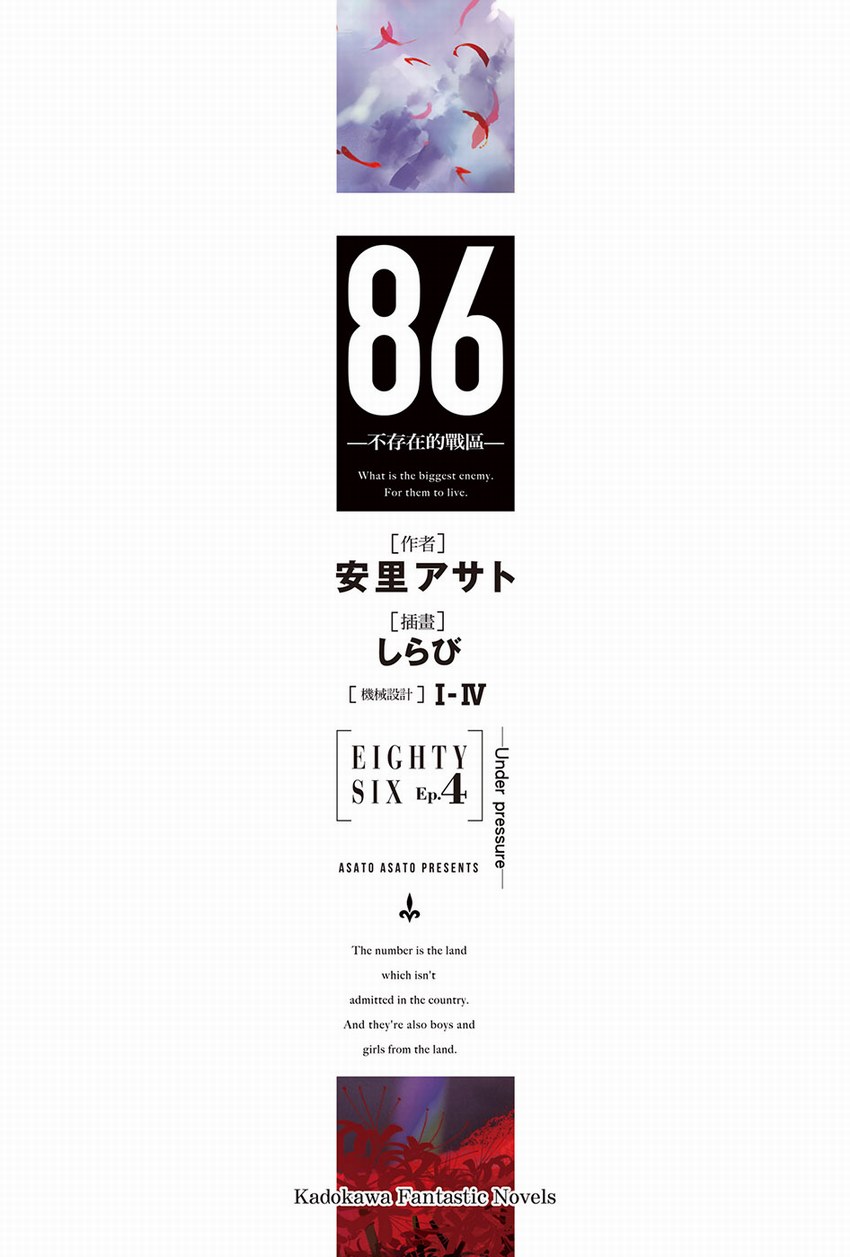 86
—不存在的戰區—
What is the biggest enemy.
For them to live.
[作者]
安里アサト
[插畫]
しらび
[機械設計] I-IV
EIGHTY
SIX Ep.4
—Under pressure—
ASATO ASATO PRESENTS
The number is the land
which isn't
admitted in the country.
And they're also boys and
girls from the land.
Kadokawa Fantastic Novels